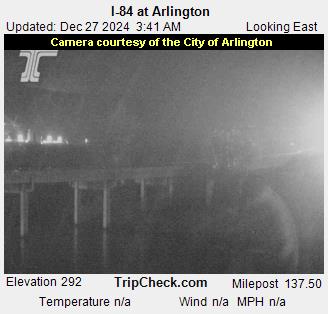 I-84 at Arlington
Updated: Dec 27 2024 3:41 AM Looking East
Camera courtesy of the City of Arlington
Elevation 292 TripCheck.com Milepost 137.50
Temperature n/a Wind n/a MPH n/a